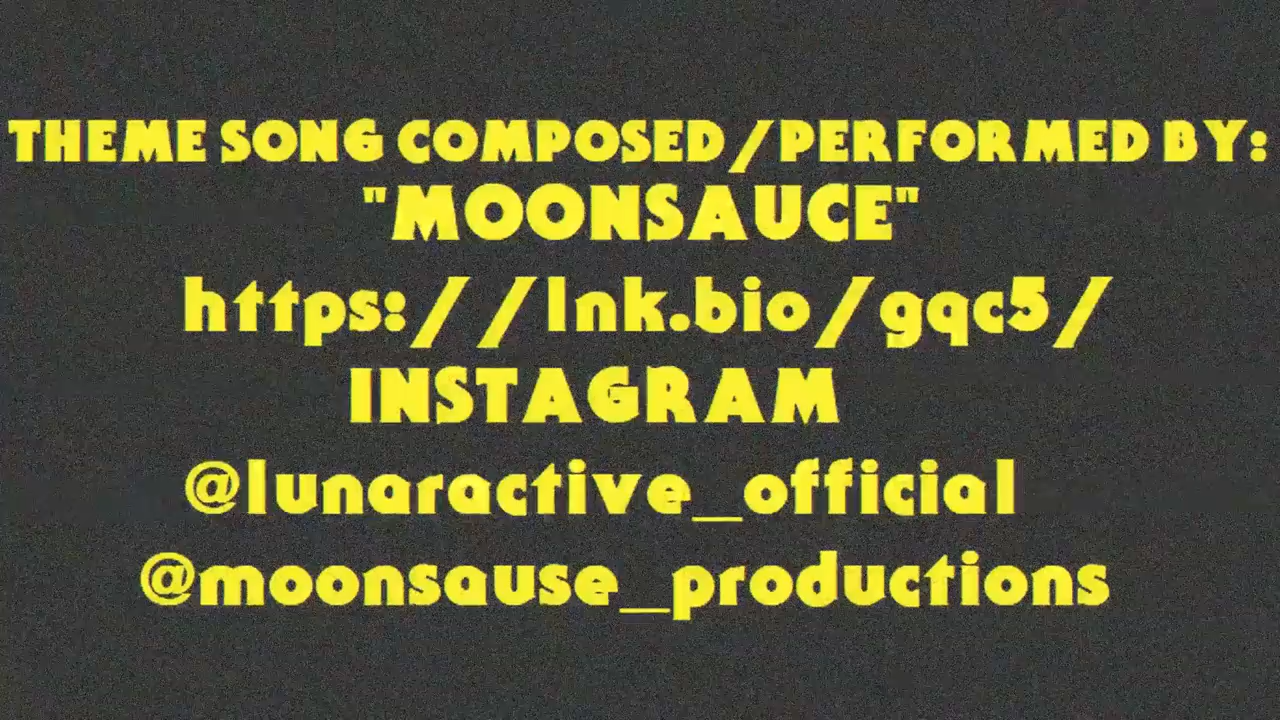 THEME SONG COMPOSED/PERFORMED BY:
"MOONSAUCE"
https://lnk.bio/gqc5/
INSTAGRAM
@lunaractive_official
@moonsause_productions